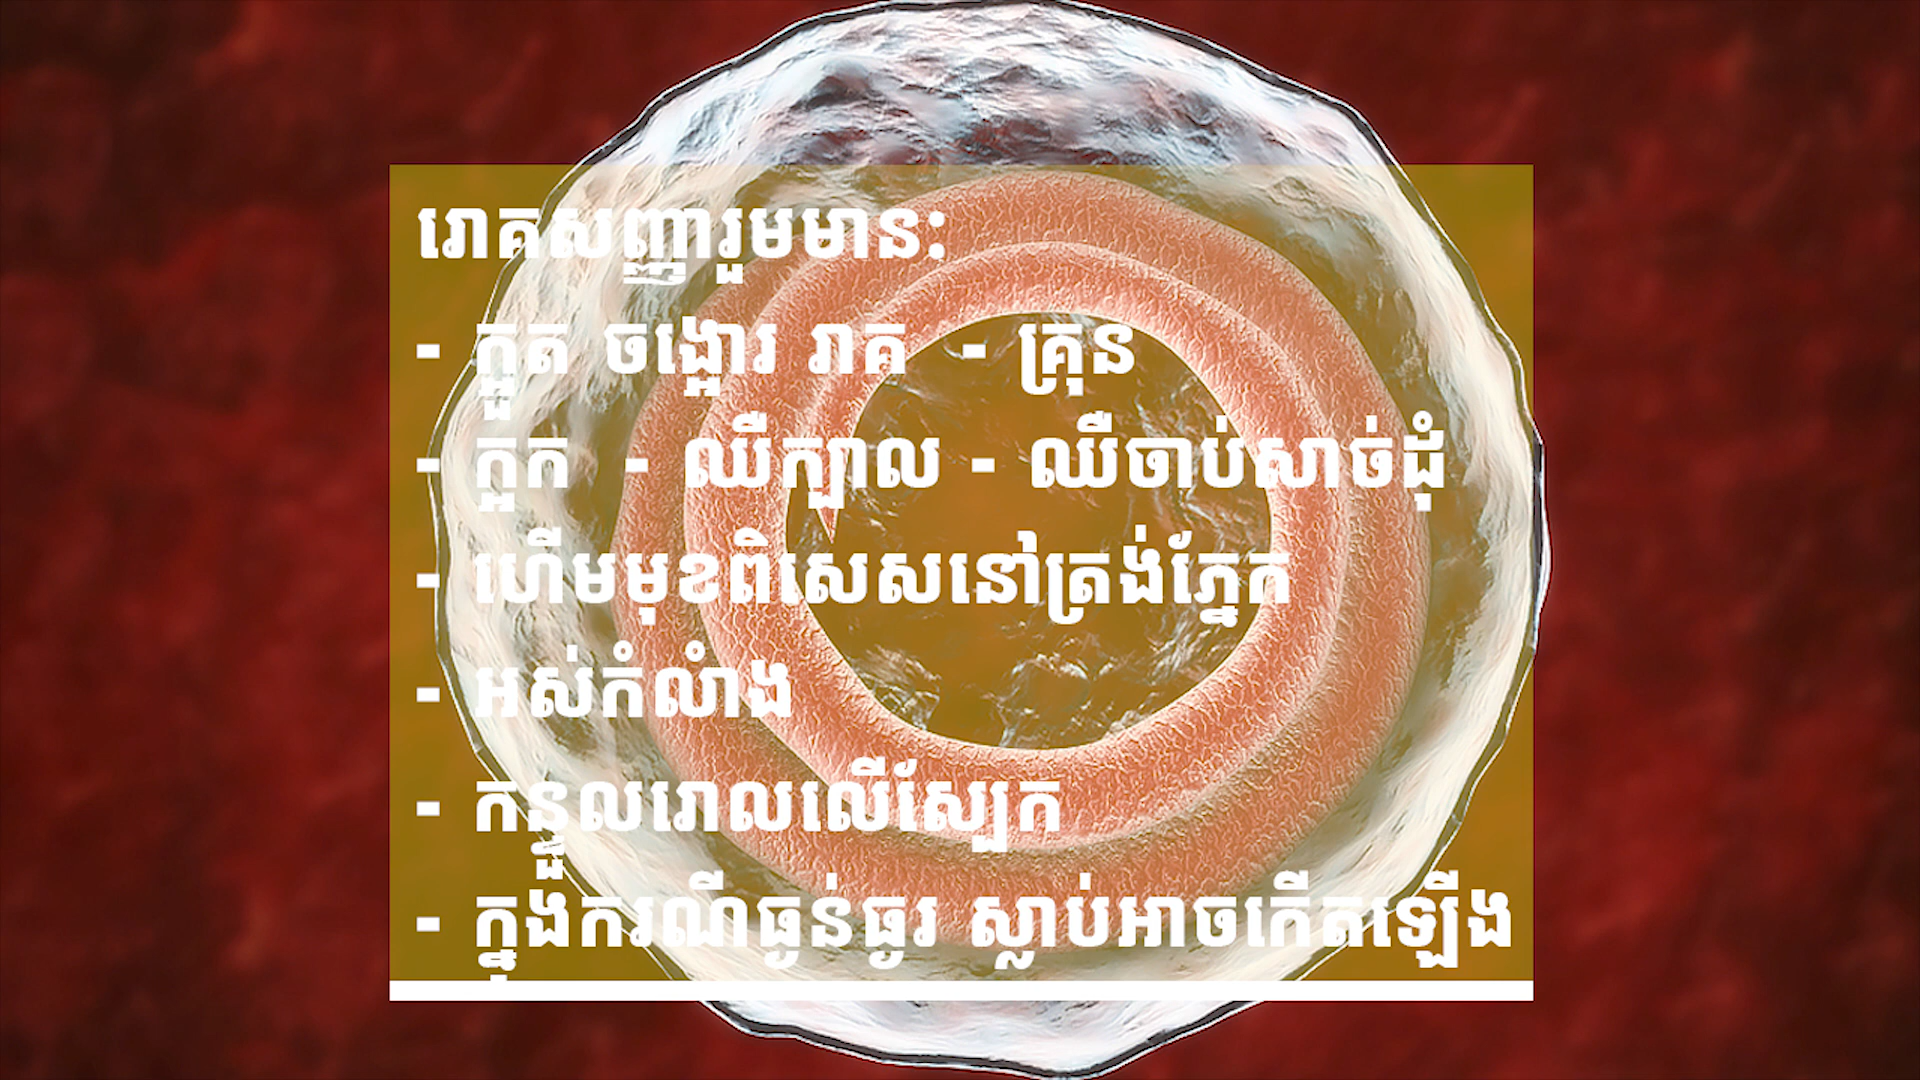 រោគសញ្ញារួមមាន:
- ក្អួត ចង្អោរ រាគ - គ្រុន
- ក្អក - ឈឺក្បាល - ឈឺចាប់សាច់ដុំ
- ហើមមុខពិសេសនៅត្រង់ភ្នែក
- អស់កំលំាង
- កន្ទួលរោលលើស្បែក
- ក្នុងករណីធ្ងន់ធ្ងរ ស្លាប់អាចកើតឡើង